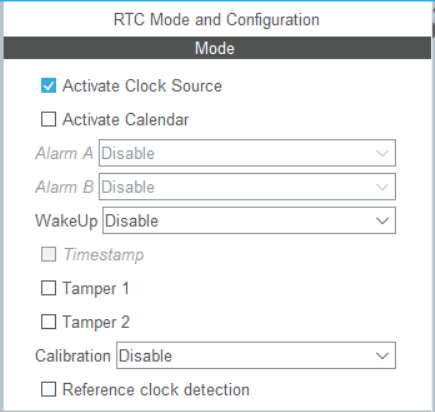 RTC Mode and Configuration
Mode
Activate Clock Source
Activate Calendar
Alarm A Disable
Alarm B Disable
WakeUp Disable
Timestamp
Tamper 1
Tamper 2
Calibration Disable
Reference clock detection